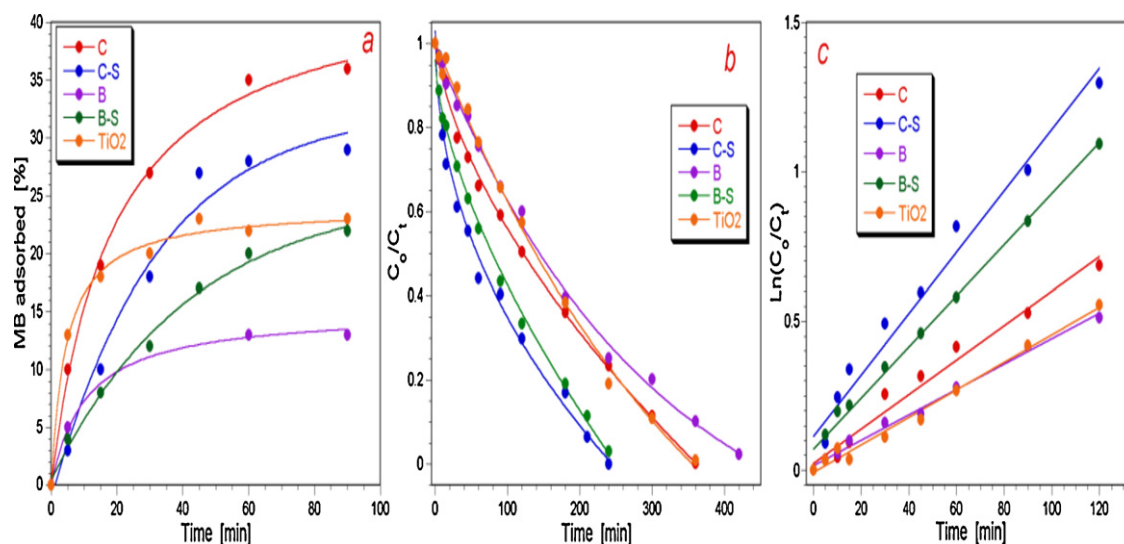 a
C
C-S
B
B-S
TiO2
MB adsorbed [%]
40
35
30
25
20
15
10
5
0
0 20 40 60 80 100
Time [min]
b
C
C-S
B
B-S
TiO2
C₀/Cₜ
1
0.8
0.6
0.4
0.2
0
0 100 200 300 400
Time [min]
c
C
C-S
B
B-S
TiO2
Ln(C₀/Cₜ)
1.5
1
0.5
0
0 20 40 60 80 100 120
Time [min]